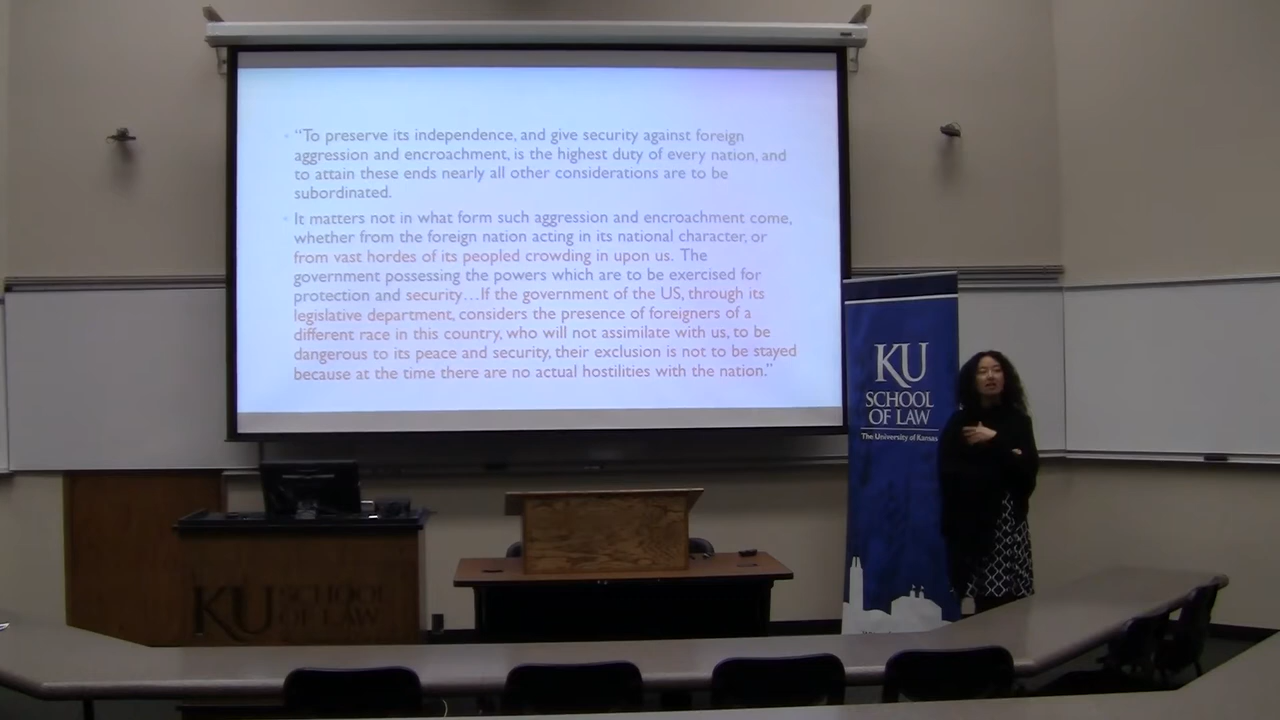 “To preserve its independence, and give security against foreign
aggression and encroachment, is the highest duty of every nation, and
to attain these ends nearly all other considerations are to be
subordinated.
It matters not in what form such aggression and encroachment come,
whether from the foreign nation acting in its national character, or
from vast hordes of its peopled crowding in upon us. The
government possessing the powers which are to be exercised for
protection and security…If the government of the US, through its
legislative department, considers the presence of foreigners of a
different race in this country, who will not assimilate with us, to be
dangerous to its peace and security, their exclusion is not to be stayed
because at the time there are no actual hostilities with the nation.”
KU
SCHOOL
OF LAW
The University of Kansas
KU SCHOOL
OF LAW